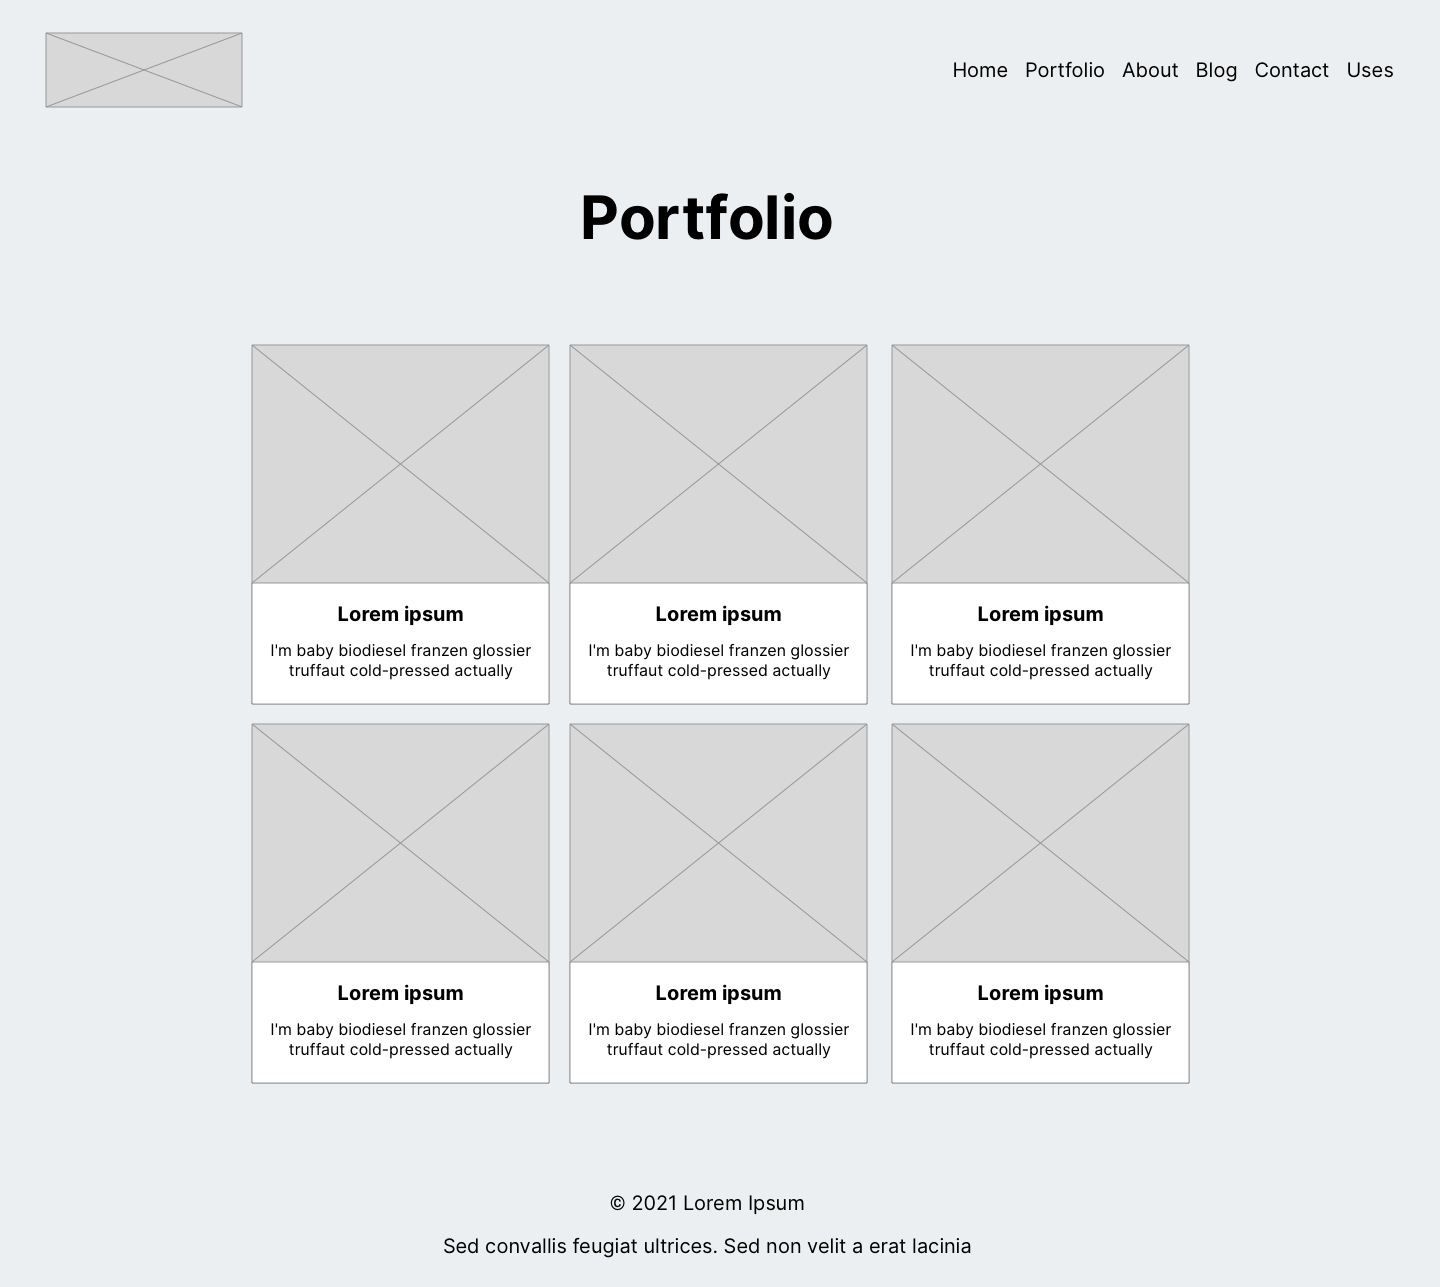 Home Portfolio About Blog Contact Uses
Portfolio
Lorem ipsum
I'm baby biodiesel franzen glossier
truffaut cold-pressed actually
Lorem ipsum
I'm baby biodiesel franzen glossier
truffaut cold-pressed actually
Lorem ipsum
I'm baby biodiesel franzen glossier
truffaut cold-pressed actually
Lorem ipsum
I'm baby biodiesel franzen glossier
truffaut cold-pressed actually
Lorem ipsum
I'm baby biodiesel franzen glossier
truffaut cold-pressed actually
Lorem ipsum
I'm baby biodiesel franzen glossier
truffaut cold-pressed actually
© 2021 Lorem Ipsum
Sed convallis feugiat ultrices. Sed non velit a erat lacinia